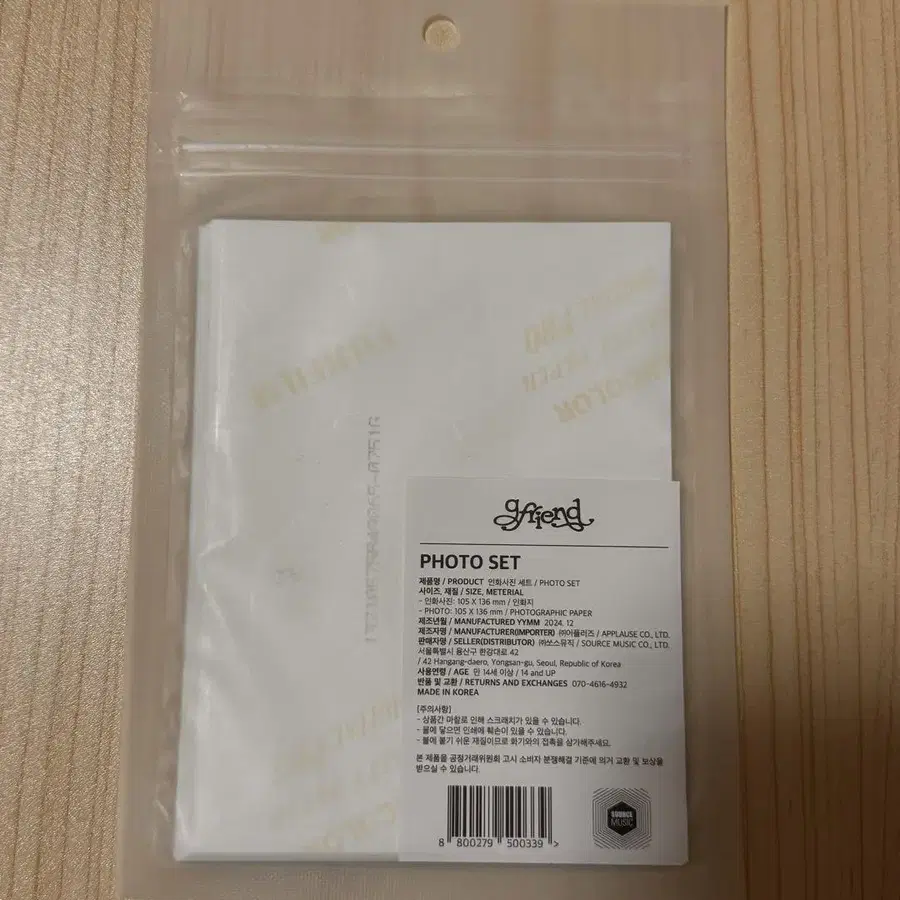 gfriend
PHOTO SET
제품명 / PRODUCT 인화사진 세트 / PHOTO SET
사이즈, 재질 / SIZE, METERIAL
- 인화사진: 105 X 136 mm / 인화지
- PHOTO: 105 X 136 mm / PHOTOGRAPHIC PAPER
제조년월 / MANUFACTURED YYMM 2024. 12
제조자명 / MANUFACTURER(IMPORTER) ㈜어플러즈 / APPLAUSE CO., LTD.
판매자명 / SELLER(DISTRIBUTOR) ㈜쏘스뮤직 / SOURCE MUSIC CO., LTD.
서울특별시 용산구 한강대로 42
/ 42 Hangang-daero, Yongsan-gu, Seoul, Republic of Korea
사용연령 / AGE 만 14세 이상 / 14 and UP
반품 및 교환 / RETURNS AND EXCHANGES 070-4616-4932
MADE IN KOREA
[주의사항]
- 상품간 마찰로 인해 스크래치가 있을 수 있습니다.
- 물에 닿으면 인쇄에 훼손이 있을 수 있습니다.
- 불에 붙기 쉬운 재질이므로 화기와의 접촉을 삼가해주세요.
본 제품을 공정거래위원회 고시 소비자 분쟁해결 기준에 의거 교환 및 보상을
받으실 수 있습니다.
8 800279 500339 >
SOURCE
MUSIC